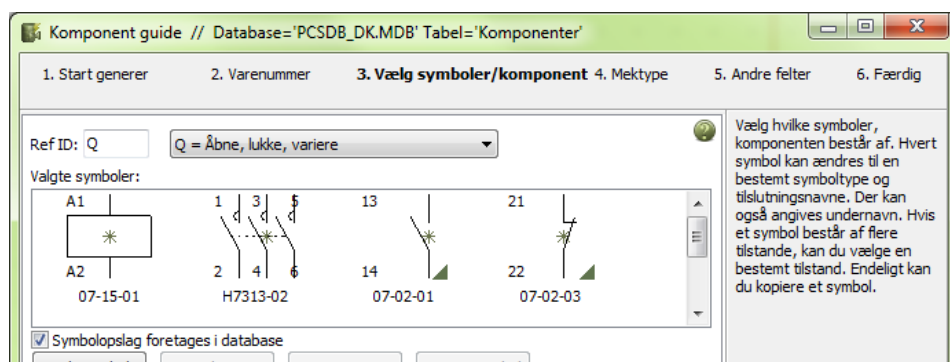 Komponent guide // Database='PCSDB_DK.MDB' Tabel='Komponenter'
1. Start generer 2. Varenummer 3. Vælg symboler/komponent 4. Mektype 5. Andre felter 6. Færdig
Ref ID: Q Q = Åbne, lukke, variere
Valgte symboler:
A1 1 3 5 13 21
A2 2 4 6 14 22
07-15-01 H7313-02 07-02-01 07-02-03
Symbolopslag foretages i database
Vælg hvilke symboler,
komponenten består af. Hvert
symbol kan ændres til en
bestemt symboltype og
tilslutningsnavne. Der kan
også angives undernavn. Hvis
et symbol består af flere
tilstande, kan du vælge en
bestemt tilstand. Endeligt kan
du kopiere et symbol.